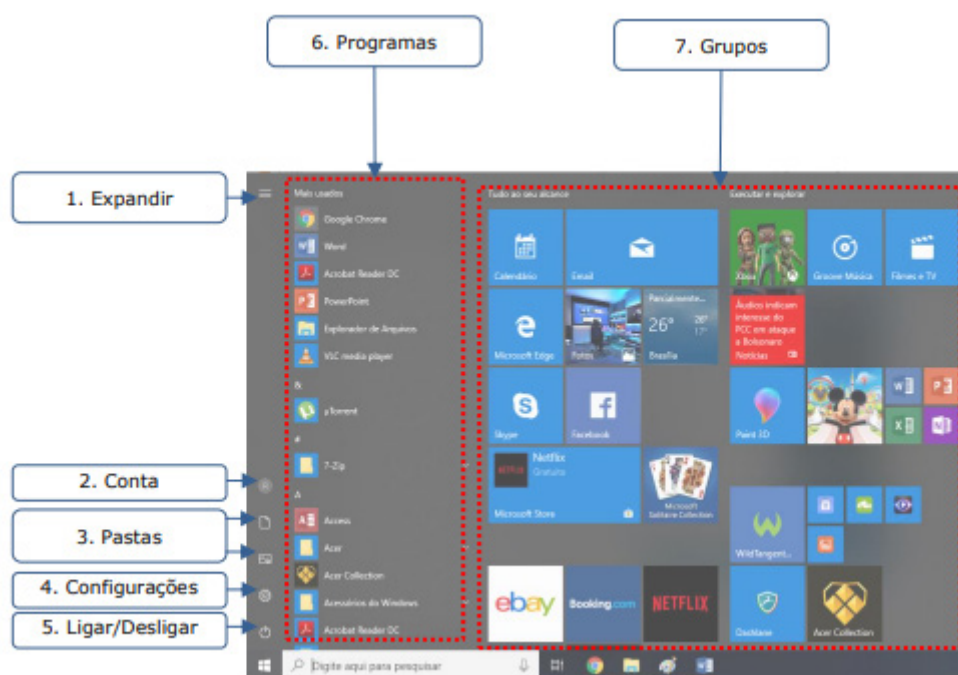 6. Programas
7. Grupos
1. Expandir
2. Conta
3. Pastas
4. Configurações
5. Ligar/Desligar
Mais usados
Google Chrome
Word
Acrobat Reader DC
PowerPoint
Explorador de Arquivos
VLC media player
&
µTorrent
#
7-Zip
A
Access
Acer
Acer Collection
Acessórios do Windows
Acrobat Reader DC
Tudo ao seu alcance
Calendário
Email
Microsoft Edge
Fotos
Parcialmente...
26° 28°
17°
Brasília
Skype
Facebook
Netflix
Gratuito
Microsoft Store
Microsoft
Solitaire Collection
ebay
Booking.com
NETFLIX
Executar e explorar
Xbox
Groove Música
Filmes e TV
Áudios indicam
interesse do
PCC em ataque
a Bolsonaro
Notícias
Paint 3D
WildTangent...
Dashlane
Acer Collection
Digite aqui para pesquisar